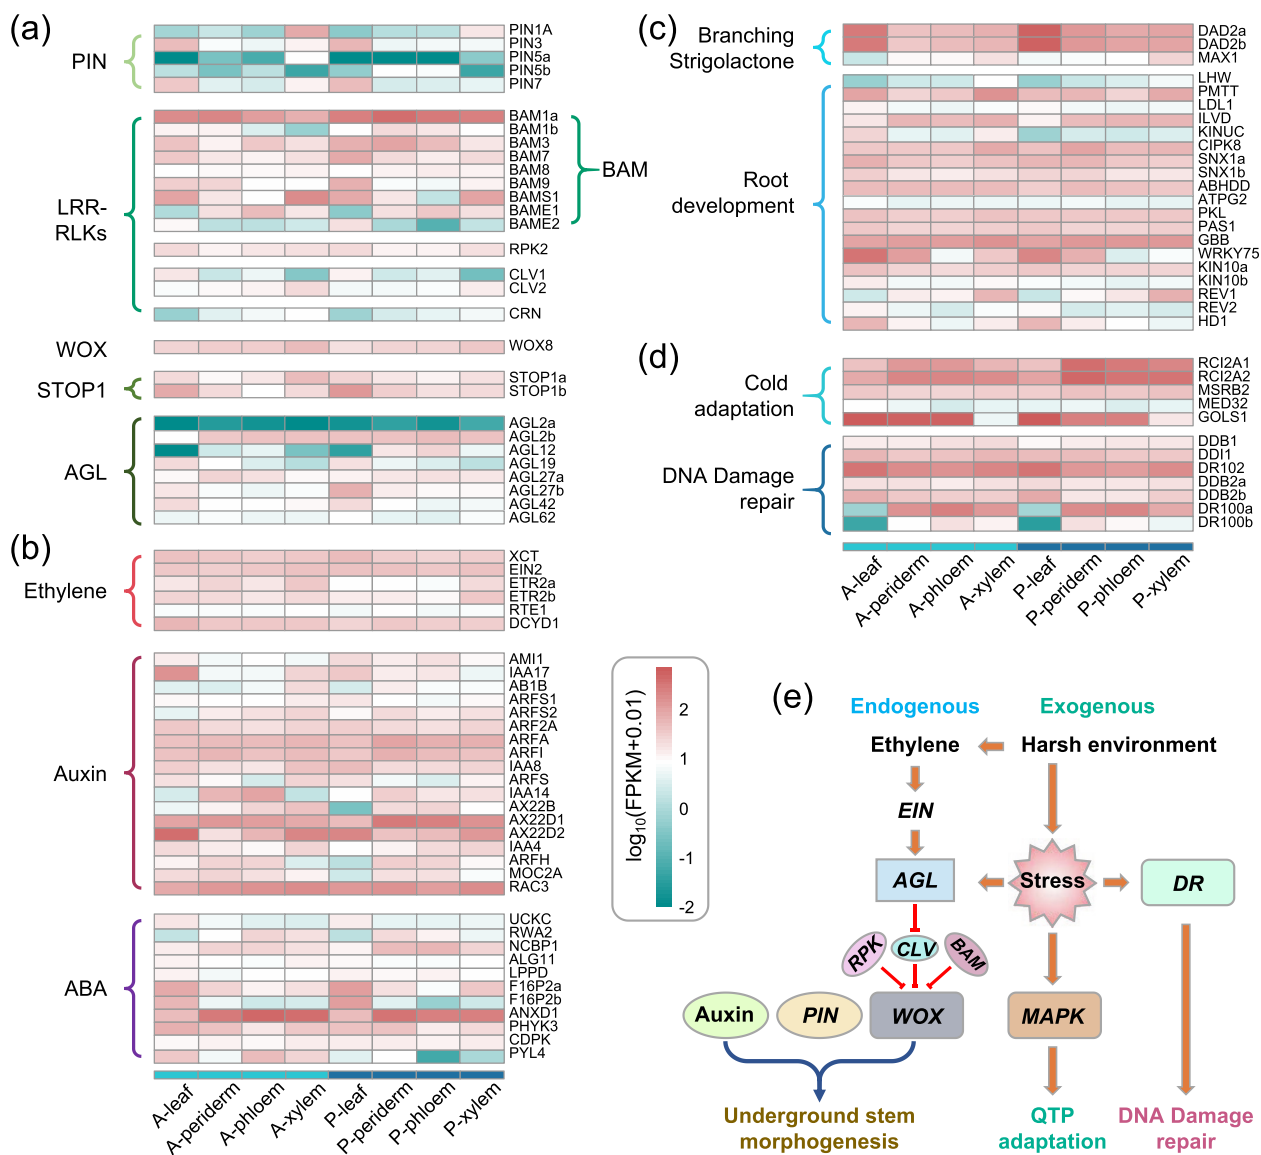 (a)
PIN
PIN1A
PIN3
PIN5a
PIN5b
PIN7
LRR-
RLKs
BAM1a
BAM1b
BAM3
BAM7
BAM8
BAM9
BAMS1
BAME1
BAME2
BAM
RPK2
CLV1
CLV2
CRN
WOX
WOX8
STOP1
STOP1a
STOP1b
AGL
AGL2a
AGL2b
AGL12
AGL19
AGL27a
AGL27b
AGL42
AGL62
(b)
Ethylene
XCT
EIN2
ETR2a
ETR2b
RTE1
DCYD1
Auxin
AMI1
IAA17
AB1B
ARFS1
ARFS2
ARF2A
ARFA
ARFI
IAA8
ARFS
IAA14
AX22B
AX22D1
AX22D2
IAA4
ARFH
MOC2A
RAC3
ABA
UCKC
RWA2
NCBP1
ALG11
LPPD
F16P2a
F16P2b
ANXD1
PHYK3
CDPK
PYL4
A-leaf
A-periderm
A-phloem
A-xylem
P-leaf
P-periderm
P-phloem
P-xylem
(c)
Branching
Strigolactone
DAD2a
DAD2b
MAX1
Root
development
LHW
PMTT
LDL1
ILVD
KINUC
CIPK8
SNX1a
SNX1b
ABHDD
ATPG2
PKL
PAS1
GBB
WRKY75
KIN10a
KIN10b
REV1
REV2
HD1
(d)
Cold
adaptation
RCI2A1
RCI2A2
MSRB2
MED32
GOLS1
DNA Damage
repair
DDB1
DDI1
DR102
DDB2a
DDB2b
DR100a
DR100b
A-leaf
A-periderm
A-phloem
A-xylem
P-leaf
P-periderm
P-phloem
P-xylem
log10(FPKM+0.01)
2
1
0
-1
-2
(e)
Endogenous
Exogenous
Ethylene
Harsh environment
EIN
AGL
Stress
DR
RPK
CLV
BAM
Auxin
PIN
WOX
MAPK
Underground stem
morphogenesis
QTP
adaptation
DNA Damage
repair